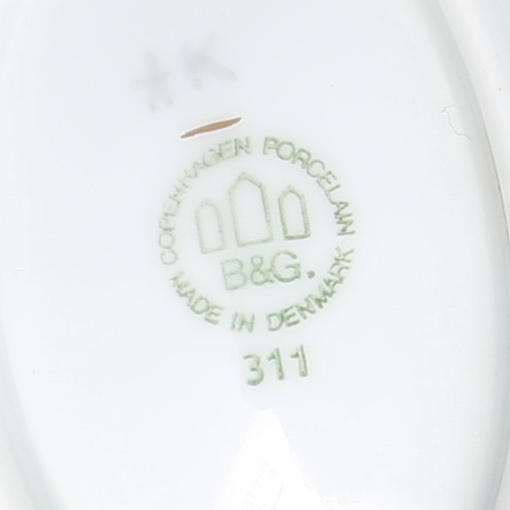 COPENHAGEN PORCELAIN
B&G.
MADE IN DENMARK
311